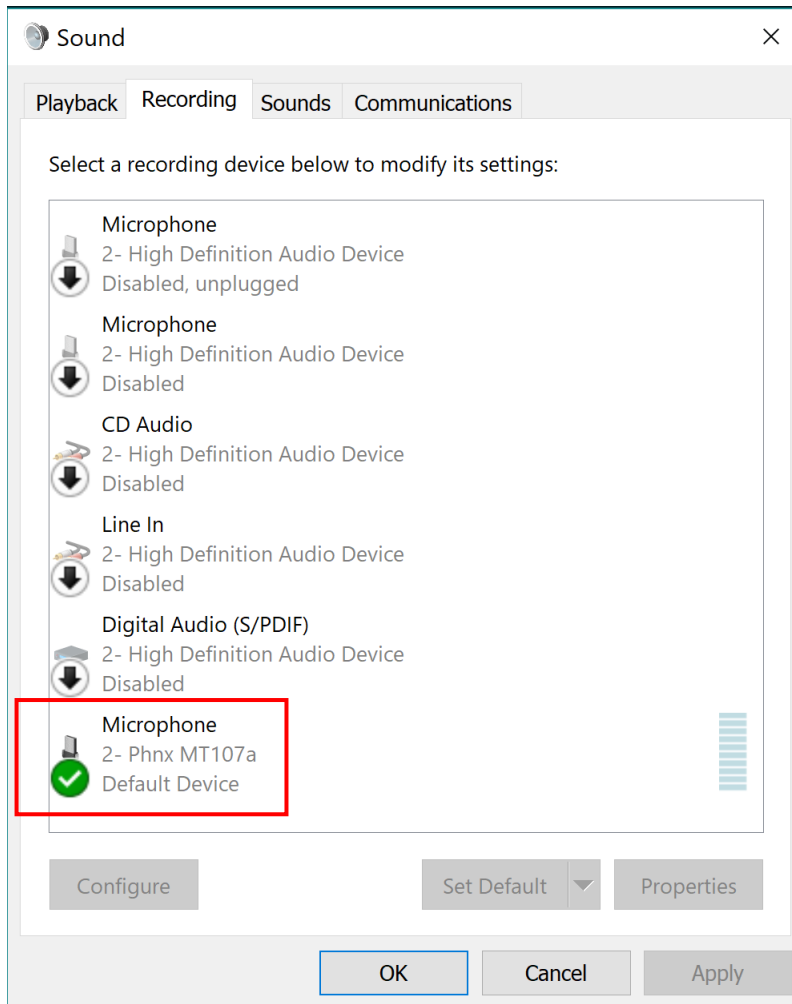 Sound
Playback Recording Sounds Communications
Select a recording device below to modify its settings:
Microphone
2- High Definition Audio Device
Disabled, unplugged
Microphone
2- High Definition Audio Device
Disabled
CD Audio
2- High Definition Audio Device
Disabled
Line In
2- High Definition Audio Device
Disabled
Digital Audio (S/PDIF)
2- High Definition Audio Device
Disabled
Microphone
2- Phnx MT107a
Default Device
Configure Set Default Properties
OK Cancel Apply